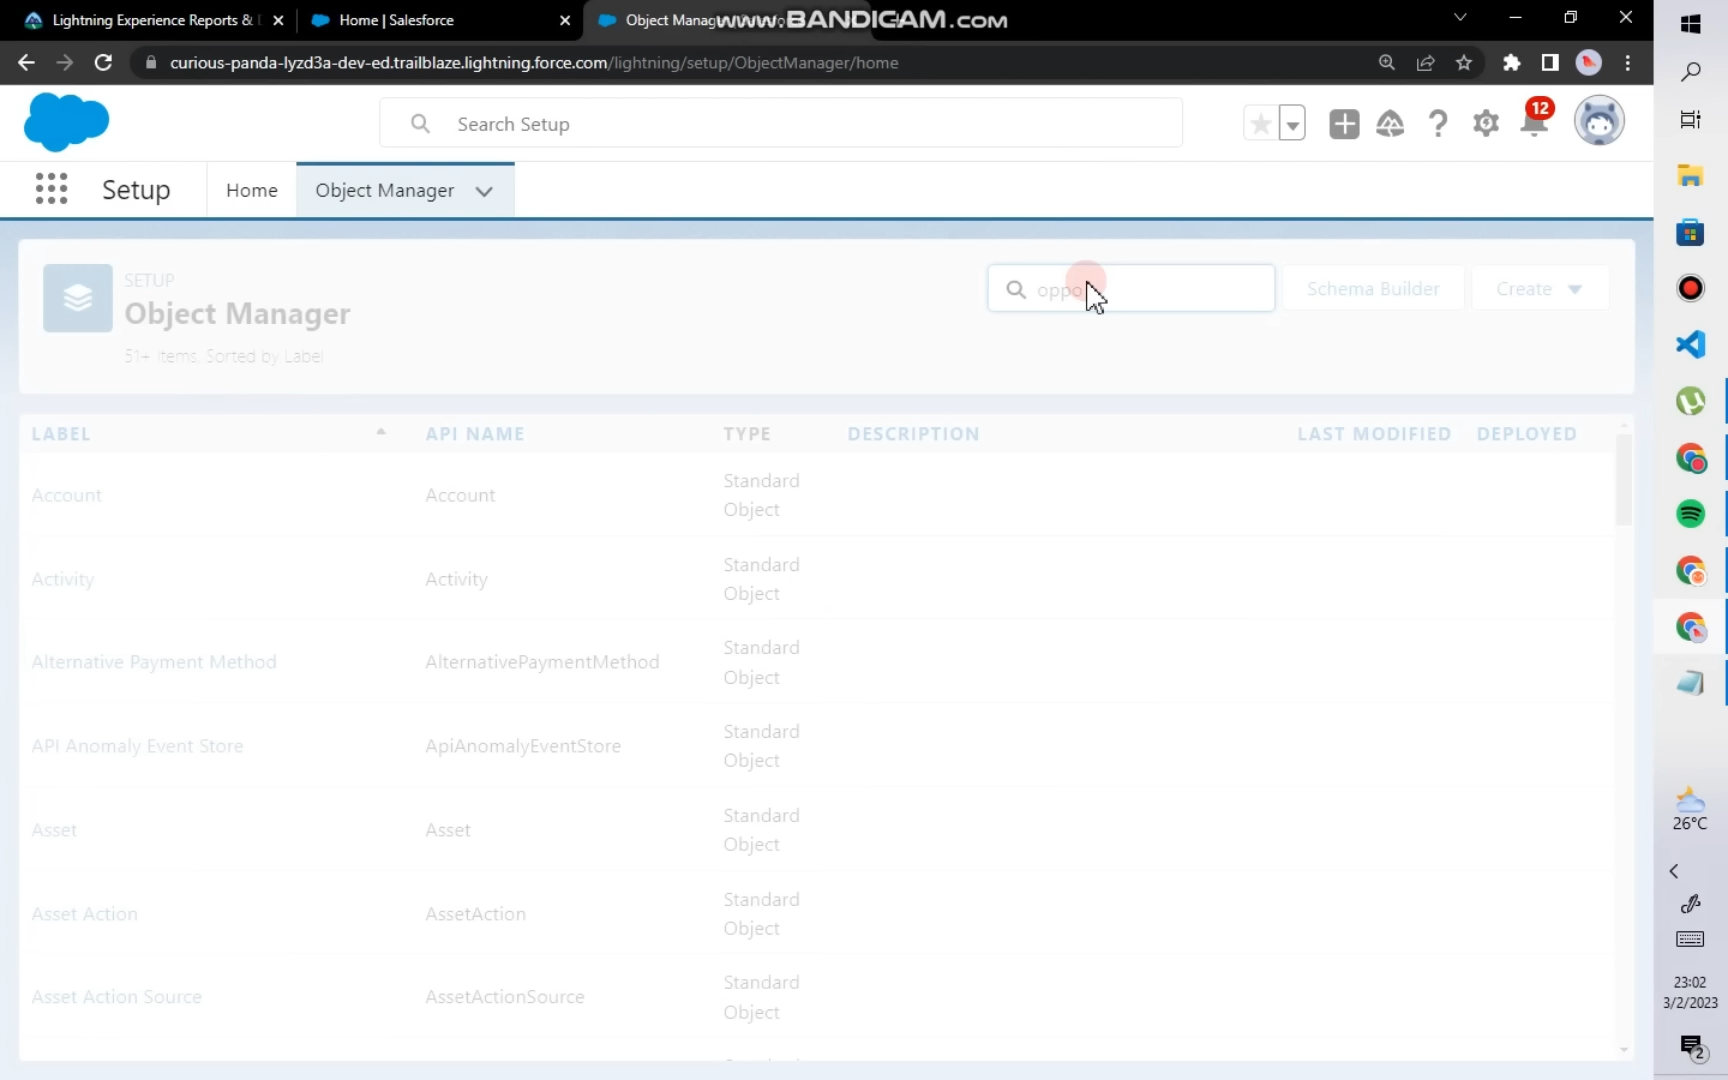 Lightning Experience Reports &
Home | Salesforce
Object Manag
www.BANDICAM.com
curious-panda-lyzd3a-dev-ed.trailblaze.lightning.force.com/lightning/setup/ObjectManager/home
Search Setup
12
Setup
Home
Object Manager
SETUP
Object Manager
51+ Items, Sorted by Label
oppo
Schema Builder
Create
LABEL
API NAME
TYPE
DESCRIPTION
LAST MODIFIED
DEPLOYED
Account
Account
Standard
Object
Activity
Activity
Standard
Object
Alternative Payment Method
AlternativePaymentMethod
Standard
Object
API Anomaly Event Store
ApiAnomalyEventStore
Standard
Object
Asset
Asset
Standard
Object
Asset Action
AssetAction
Standard
Object
Asset Action Source
AssetActionSource
Standard
Object
26°C
23:02
3/2/2023
2